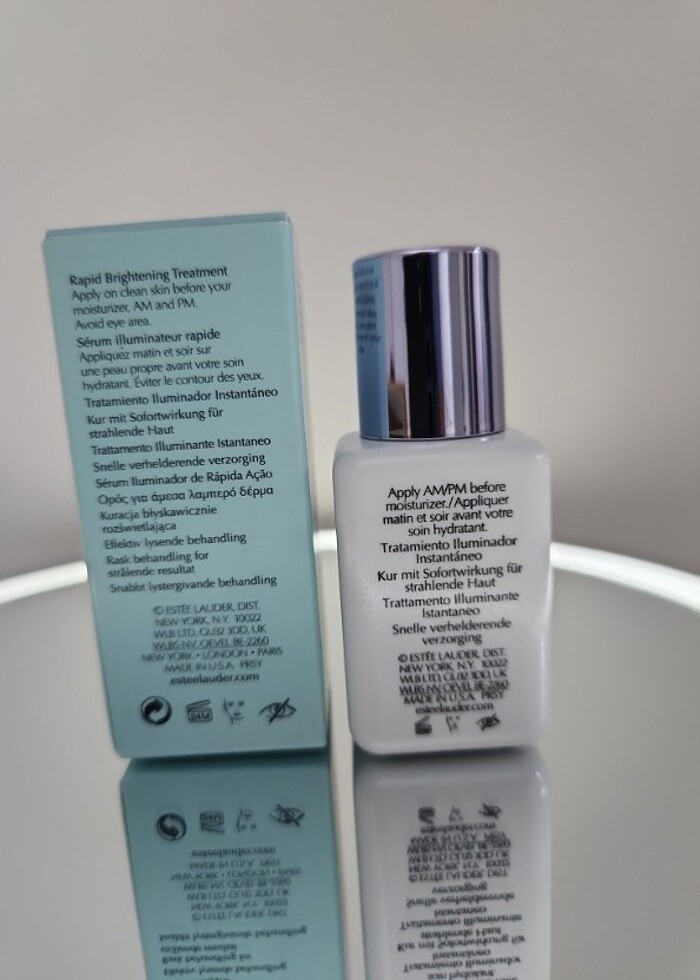 Rapid Brightening Treatment
Apply on clean skin before your
moisturizer, AM and PM.
Avoid eye area.
Sérum illuminateur rapide
Appliquez matin et soir sur
une peau propre avant votre soin
hydratant. Éviter le contour des yeux.
Tratamiento Iluminador Instantáneo
Kur mit Sofortwirkung für
strahlende Haut
Trattamento Illuminante Istantaneo
Snelle verhelderende verzorging
Sérum Iluminador de Rápida Ação
Ορός για άμεσα λαμπερό δέρμα
Kuracja błyskawicznie
rozświetlająca
Effektiv lysende behandling
Rask behandling for
strålende resultat
Snabbt lystergivande behandling
© ESTĒE LAUDER, DIST.
NEW YORK, N.Y. 10022
WLB LTD, GU32 3DD, UK
WLBS NV, OEVEL BE-2260
NEW YORK • LONDON • PARIS
MADE IN U.S.A. PBSY
esteelauder.com
24M
Apply AM/PM before
moisturizer./Appliquer
matin et soir avant votre
soin hydratant.
Tratamiento Iluminador
Instantáneo
Kur mit Sofortwirkung für
strahlende Haut
Trattamento Illuminante
Istantaneo
Snelle verhelderende
verzorging
© ESTĒE LAUDER, DIST.
NEW YORK, N.Y. 10022
WLB LTD, GU32 3DD, UK
WLBS NV, OEVEL BE-2260
MADE IN U.S.A. PBSY
esteelauder.com